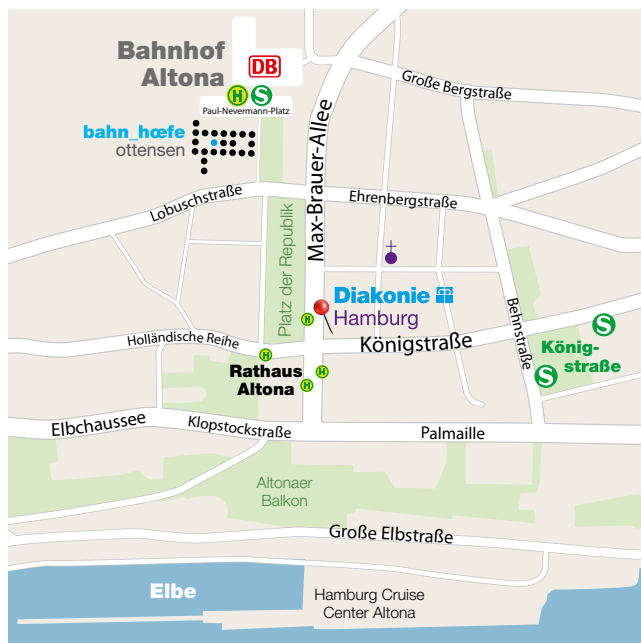 Bahnhof
Altona
DB
H
S
Paul-Nevermann-Platz
Große Bergstraße
bahn_hœfe
ottensen
Max-Brauer-Allee
Lobuschstraße
Ehrenbergstraße
Platz der Republik
Diakonie
Hamburg
H
Behnstraße
S
Holländische Reihe
Königstraße
König-
straße
S
H
Rathaus
Altona
H
H
Elbchaussee
Klopstockstraße
Palmaille
Altonaer
Balkon
Große Elbstraße
Elbe
Hamburg Cruise
Center Altona